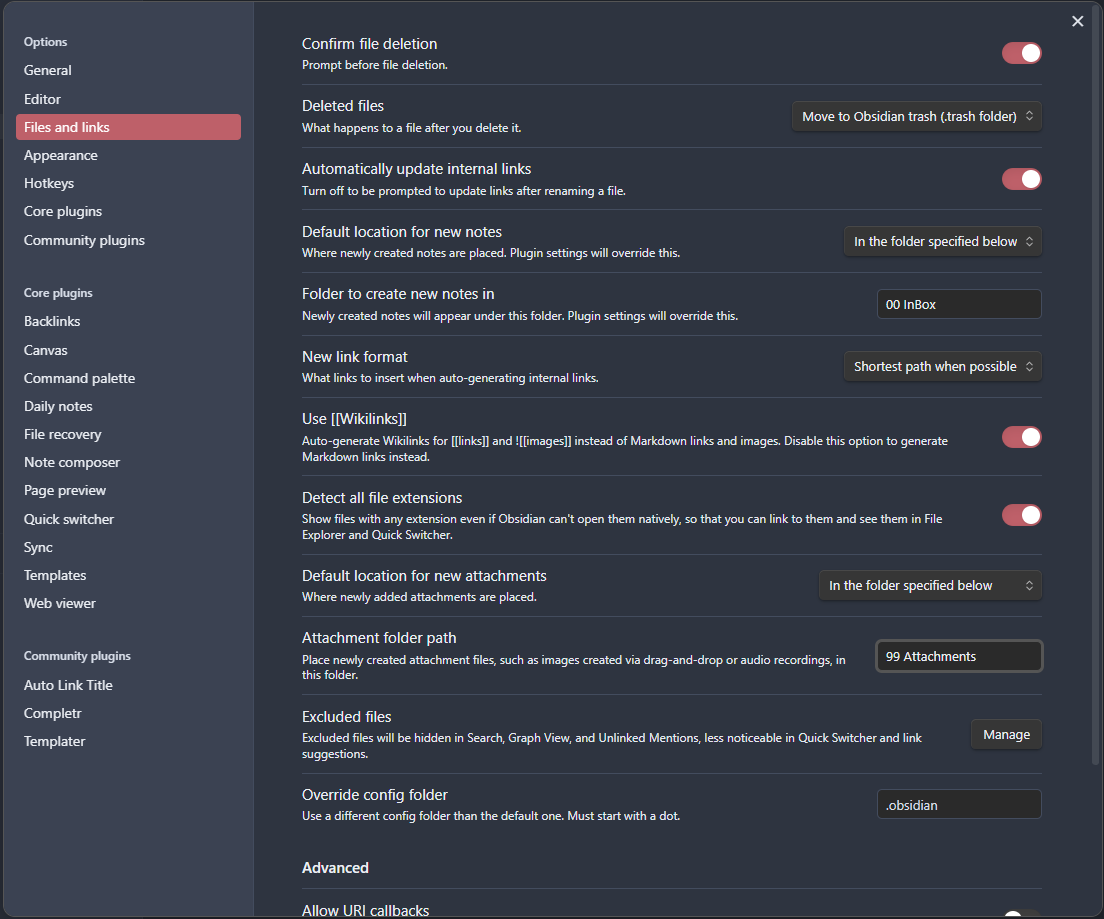 Options
General
Editor
Files and links
Appearance
Hotkeys
Core plugins
Community plugins
Core plugins
Backlinks
Canvas
Command palette
Daily notes
File recovery
Note composer
Page preview
Quick switcher
Sync
Templates
Web viewer
Community plugins
Auto Link Title
Completr
Templater
Confirm file deletion
Prompt before file deletion.
Deleted files
What happens to a file after you delete it.
Move to Obsidian trash (.trash folder)
Automatically update internal links
Turn off to be prompted to update links after renaming a file.
Default location for new notes
Where newly created notes are placed. Plugin settings will override this.
In the folder specified below
Folder to create new notes in
Newly created notes will appear under this folder. Plugin settings will override this.
00 InBox
New link format
What links to insert when auto-generating internal links.
Shortest path when possible
Use [[Wikilinks]]
Auto-generate Wikilinks for [[links]] and ![[images]] instead of Markdown links and images. Disable this option to generate
Markdown links instead.
Detect all file extensions
Show files with any extension even if Obsidian can't open them natively, so that you can link to them and see them in File
Explorer and Quick Switcher.
Default location for new attachments
Where newly added attachments are placed.
In the folder specified below
Attachment folder path
Place newly created attachment files, such as images created via drag-and-drop or audio recordings, in
this folder.
99 Attachments
Excluded files
Excluded files will be hidden in Search, Graph View, and Unlinked Mentions, less noticeable in Quick Switcher and link
suggestions.
Manage
Override config folder
Use a different config folder than the default one. Must start with a dot.
.obsidian
Advanced
Allow URI callbacks